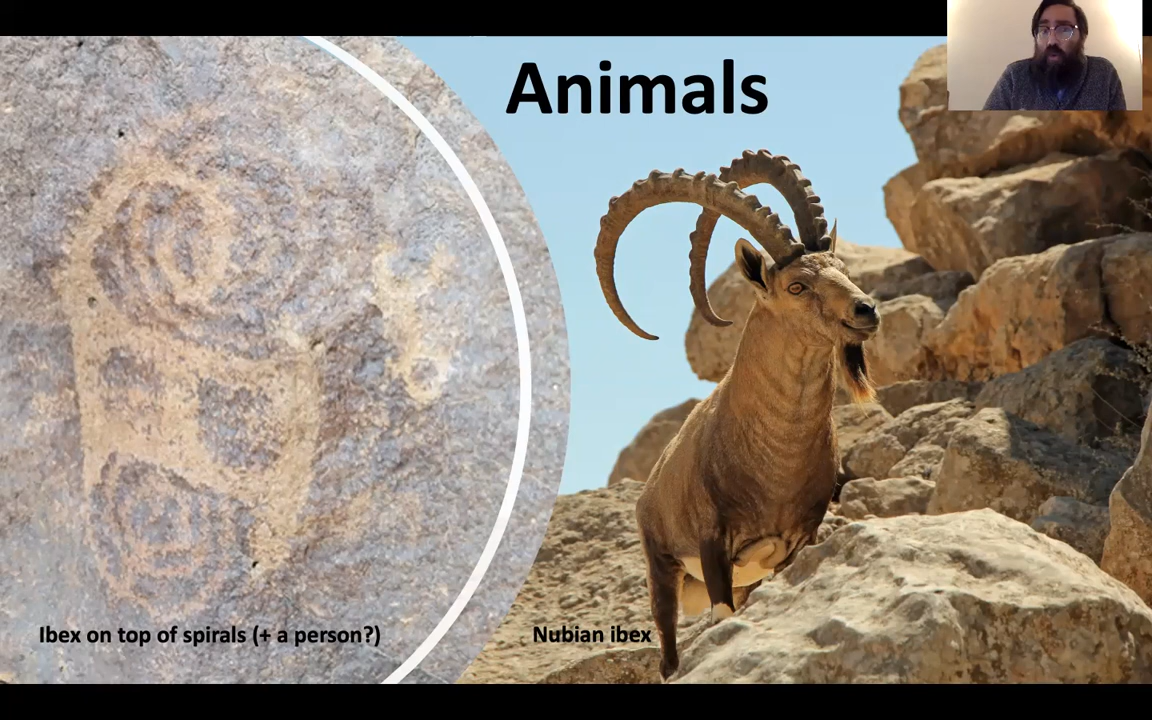 Animals
Ibex on top of spirals (+ a person?)
Nubian ibex